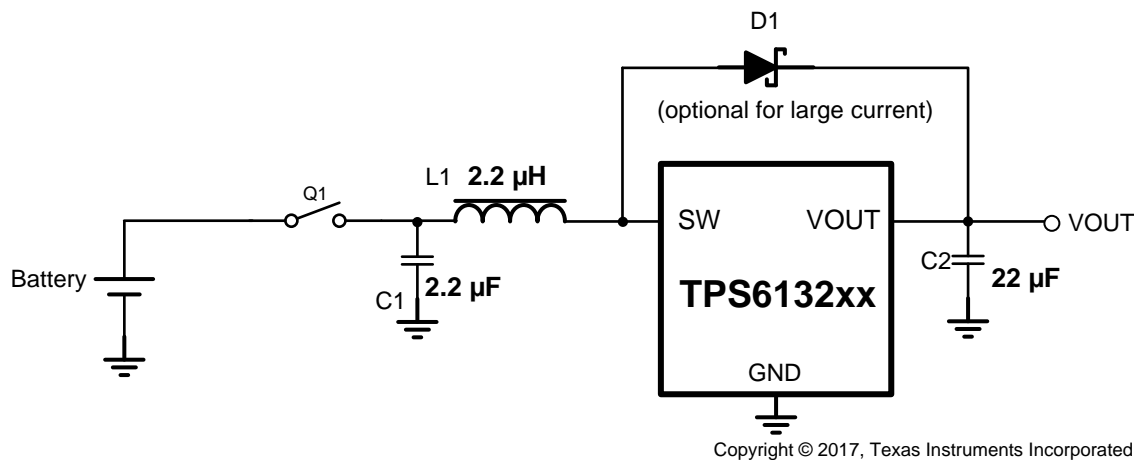 D1
(optional for large current)
L1 2.2 µH
Q1
SW VOUT
VOUT
Battery
C1 2.2 µF
TPS6132xx
C2 22 µF
GND
Copyright © 2017, Texas Instruments Incorporated